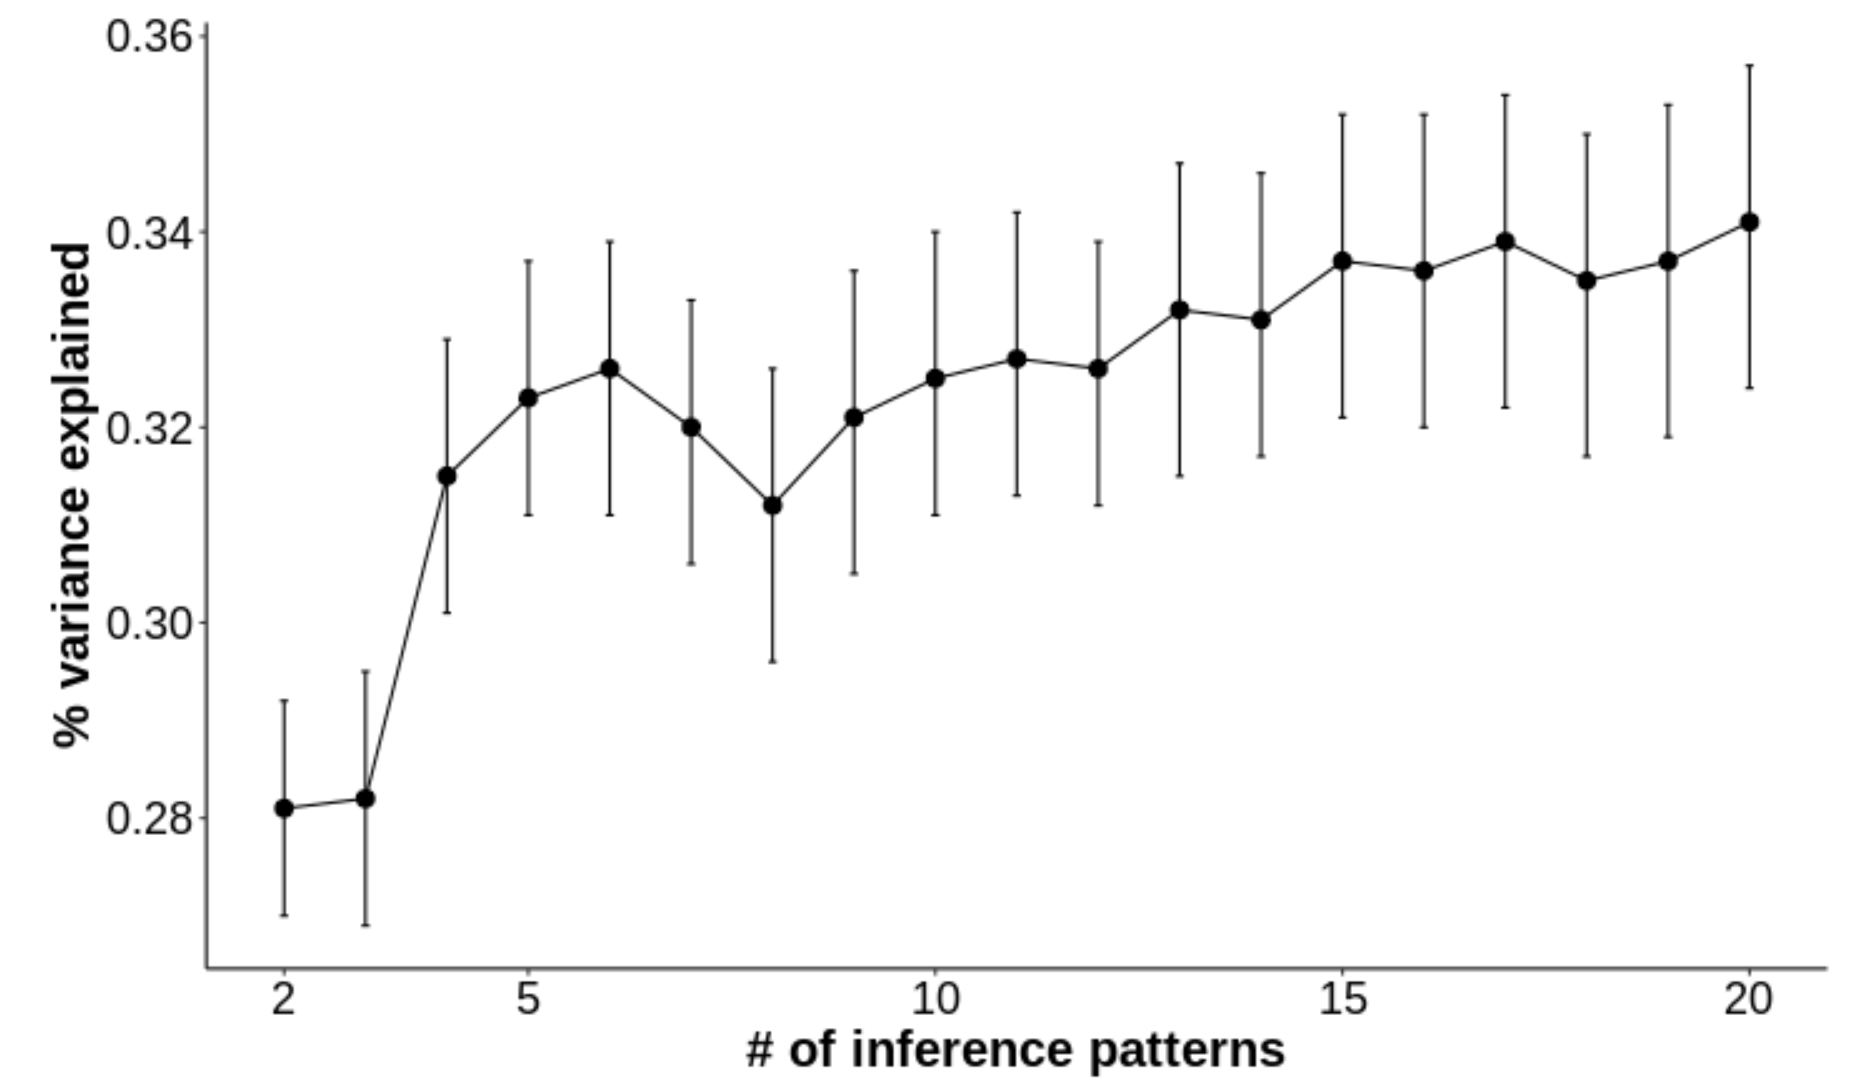 % variance explained
0.36
0.34
0.32
0.30
0.28
2 5 10 15 20
# of inference patterns